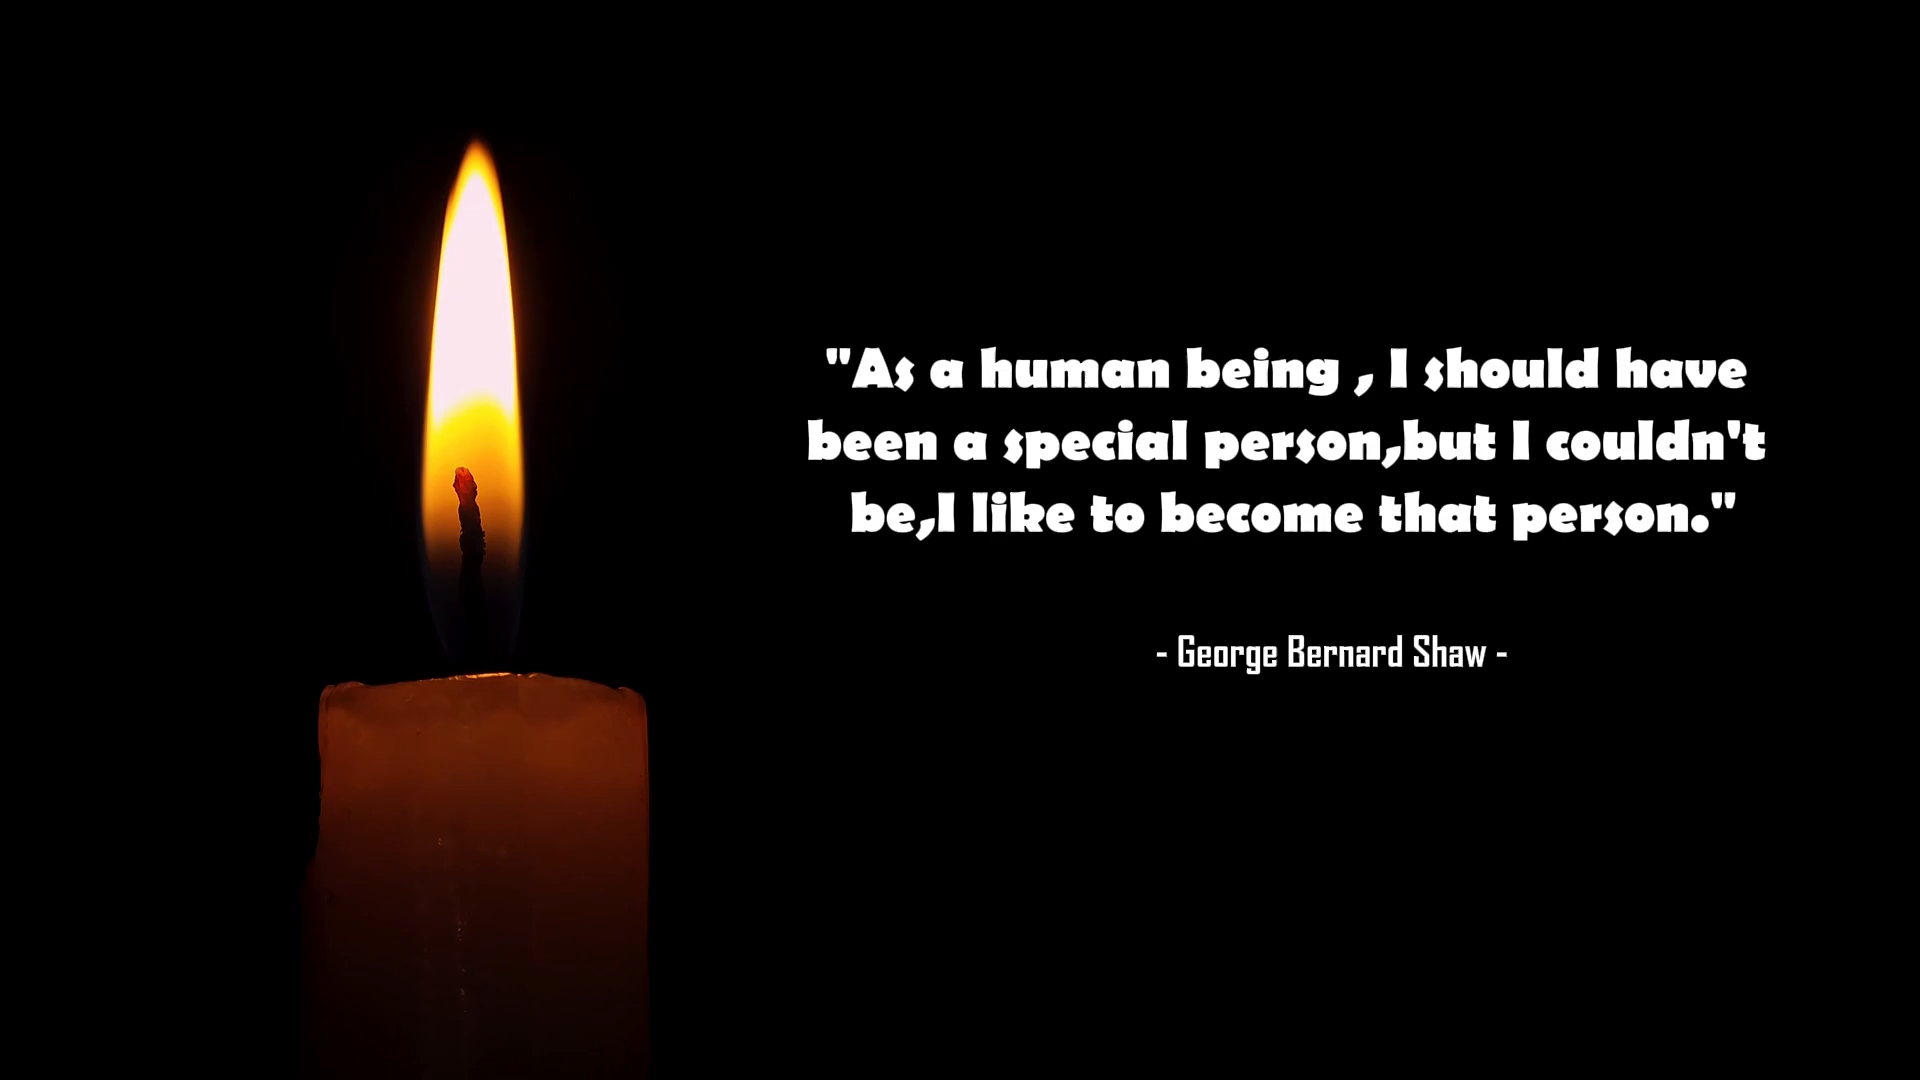 "As a human being , I should have
been a special person,but I couldn't
be,I like to become that person."
- George Bernard Shaw -